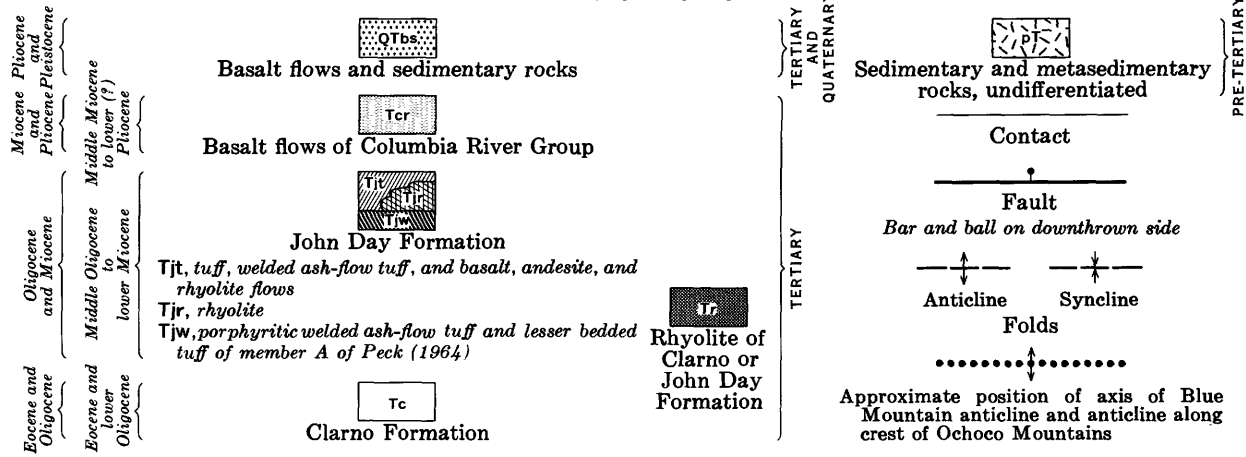 Pliocene
and
Pleistocene
QTbs
Basalt flows and sedimentary rocks
TERTIARY
AND
QUATERNARY
Miocene
and
Pliocene
Middle Miocene
to lower (?)
Pliocene
Tcr
Basalt flows of Columbia River Group
Oligocene
and Miocene
Middle Oligocene
to
lower Miocene
Tjt
Tjr
Tjw
John Day Formation
Tjt, tuff, welded ash-flow tuff, and basalt, andesite, and
rhyolite flows
Tjr, rhyolite
Tjw, porphyritic welded ash-flow tuff and lesser bedded
tuff of member A of Peck (1964)
Tr
Rhyolite of
Clarno or
John Day
Formation
TERTIARY
Eocene and
Oligocene
Eocene and
lower
Oligocene
Tc
Clarno Formation
pT
Sedimentary and metasedimentary
rocks, undifferentiated
PRE-TERTIARY
Contact
Fault
Bar and ball on downthrown side
Anticline
Syncline
Folds
Approximate position of axis of Blue
Mountain anticline and anticline along
crest of Ochoco Mountains